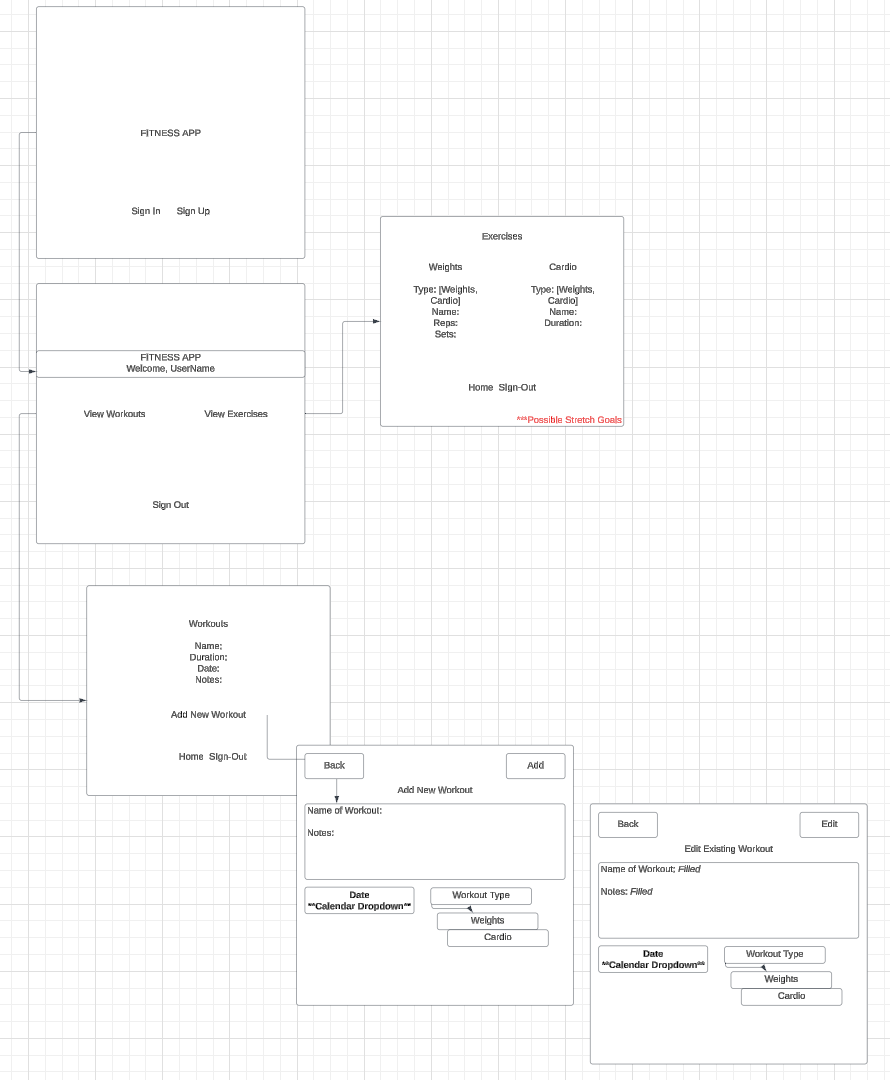 FITNESS APP
Sign In Sign Up
FITNESS APP
Welcome, UserName
View Workouts View Exercises
Sign Out
Exercises
Weights
Type: [Weights,
Cardio]
Name:
Reps:
Sets:
Cardio
Type: [Weights,
Cardio]
Name:
Duration:
Home Sign-Out
***Possible Stretch Goals
Workouts
Name:
Duration:
Date:
Notes:
Add New Workout
Home Sign-Out
Back
Add
Add New Workout
Name of Workout:
Notes:
Date
**Calendar Dropdown**
Workout Type
Weights
Cardio
Back
Edit
Edit Existing Workout
Name of Workout; Filled
Notes: Filled
Date
**Calendar Dropdown**
Workout Type
Weights
Cardio